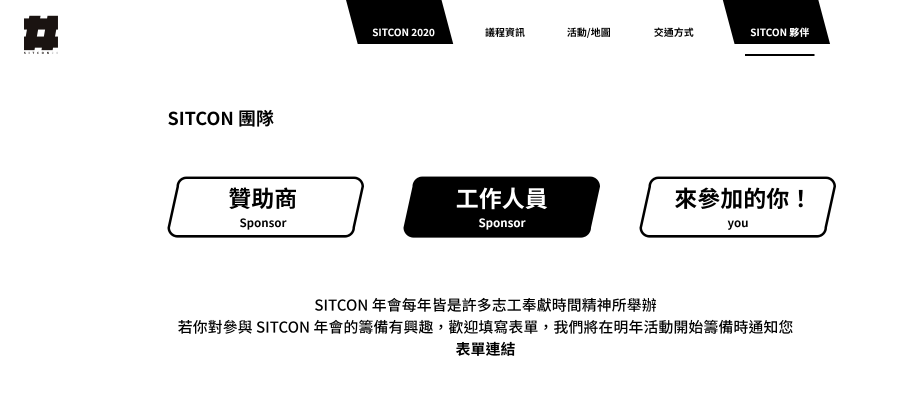 SITCON 2020
議程資訊
活動/地圖
交通方式
SITCON 夥伴
SITCON 團隊
贊助商
Sponsor
工作人員
Sponsor
來參加的你！
you
SITCON 年會每年皆是許多志工奉獻時間精神所舉辦
若你對參與 SITCON 年會的籌備有興趣，歡迎填寫表單，我們將在明年活動開始籌備時通知您
表單連結